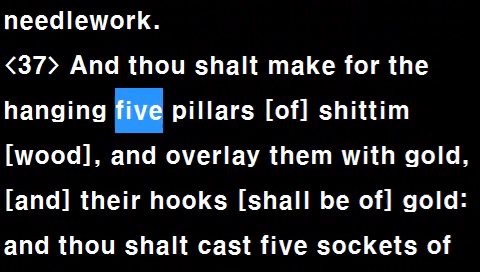 needlework.
<37> And thou shalt make for the
hanging five pillars [of] shittim
[wood], and overlay them with gold,
[and] their hooks [shall be of] gold:
and thou shalt cast five sockets of